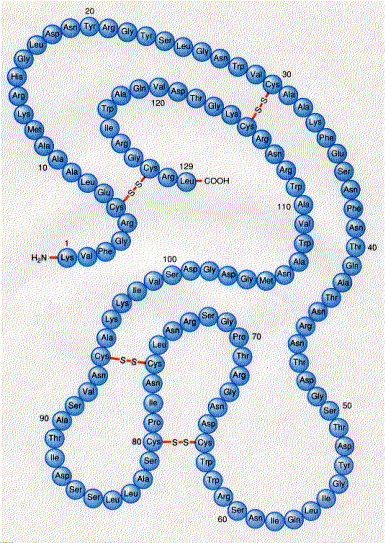 H₂N
1
Lys Val Phe Gly Arg Cys Glu Leu Ala
10
Ala Ala Met Lys Arg His Gly Leu Asp Asn
20
Tyr Arg Gly Tyr Ser Leu Gly Asn Trp Val
30
Cys Ala Ala Lys Phe Glu Ser Asn Phe Asn
40
Thr Gln Ala Thr Asn Arg Asn Thr Asp Gly
50
Ser Thr Asp Tyr Gly Ile Leu Gln Ile Asn
60
Ser Arg Trp Trp Cys Asp Asn Gly Arg Thr
70
Pro Gly Ser Arg Asn Leu Cys Asn Ile Pro
80
Cys Ser Ala Leu Leu Ser Ser Asp Ile Thr
90
Ala Ser Val Asn Cys Ala Lys Lys Ile Val
100
Ser Asp Gly Asp Gly Met Asn Ala Trp Val
110
Ala Trp Arg Asn Arg Cys Lys Gly Thr Asp
120
Val Gln Ala Trp Ile Arg Gly Cys Arg
129
Leu
COOH
S-S
S-S
S-S
S-S